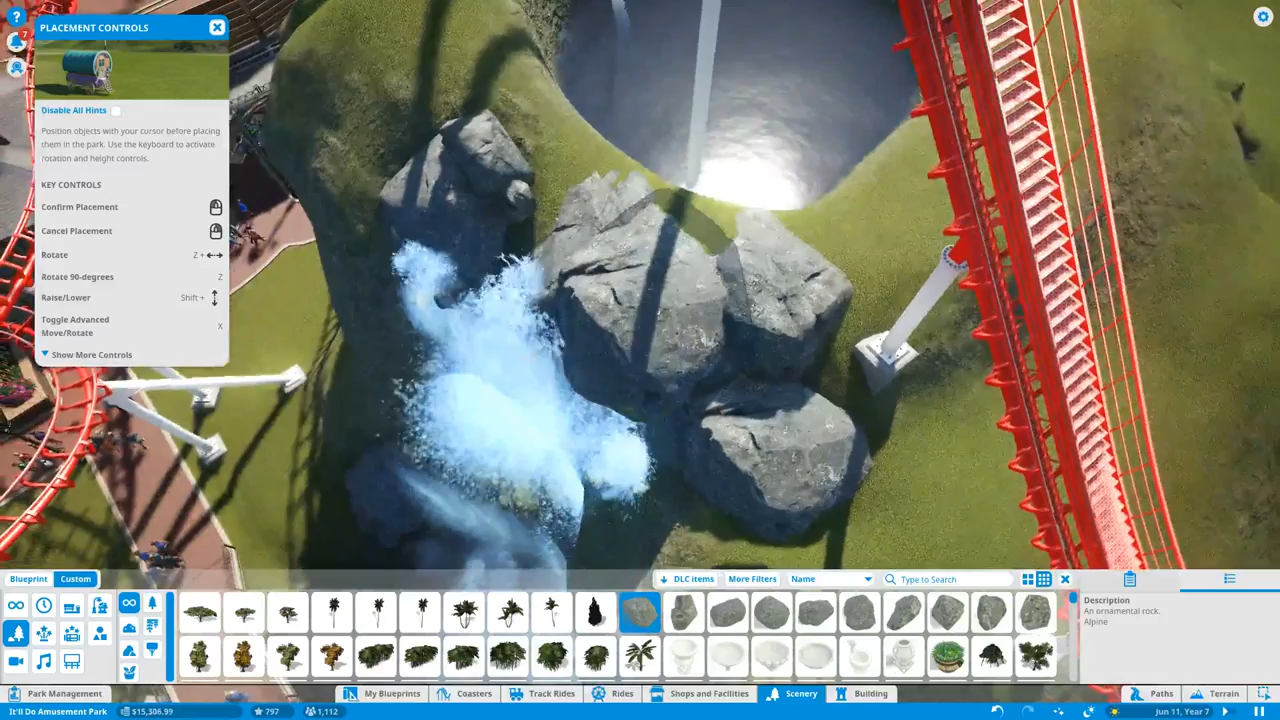 ?
7
PLACEMENT CONTROLS
Disable All Hints
Position objects with your cursor before placing
them in the park. Use the keyboard to activate
rotation and height controls.
KEY CONTROLS
Confirm Placement
Cancel Placement
Rotate Z +
Rotate 90-degrees Z
Raise/Lower Shift +
Toggle Advanced
Move/Rotate X
Show More Controls
Blueprint Custom DLC items More Filters Name Type to Search
Description
An ornamental rock.
Alpine
Park Management My Blueprints Coasters Track Rides Rides Shops and Facilities Scenery Building Paths Terrain
It'll Do Amusement Park $15,306.99 797 1,112 Jun 11, Year 7